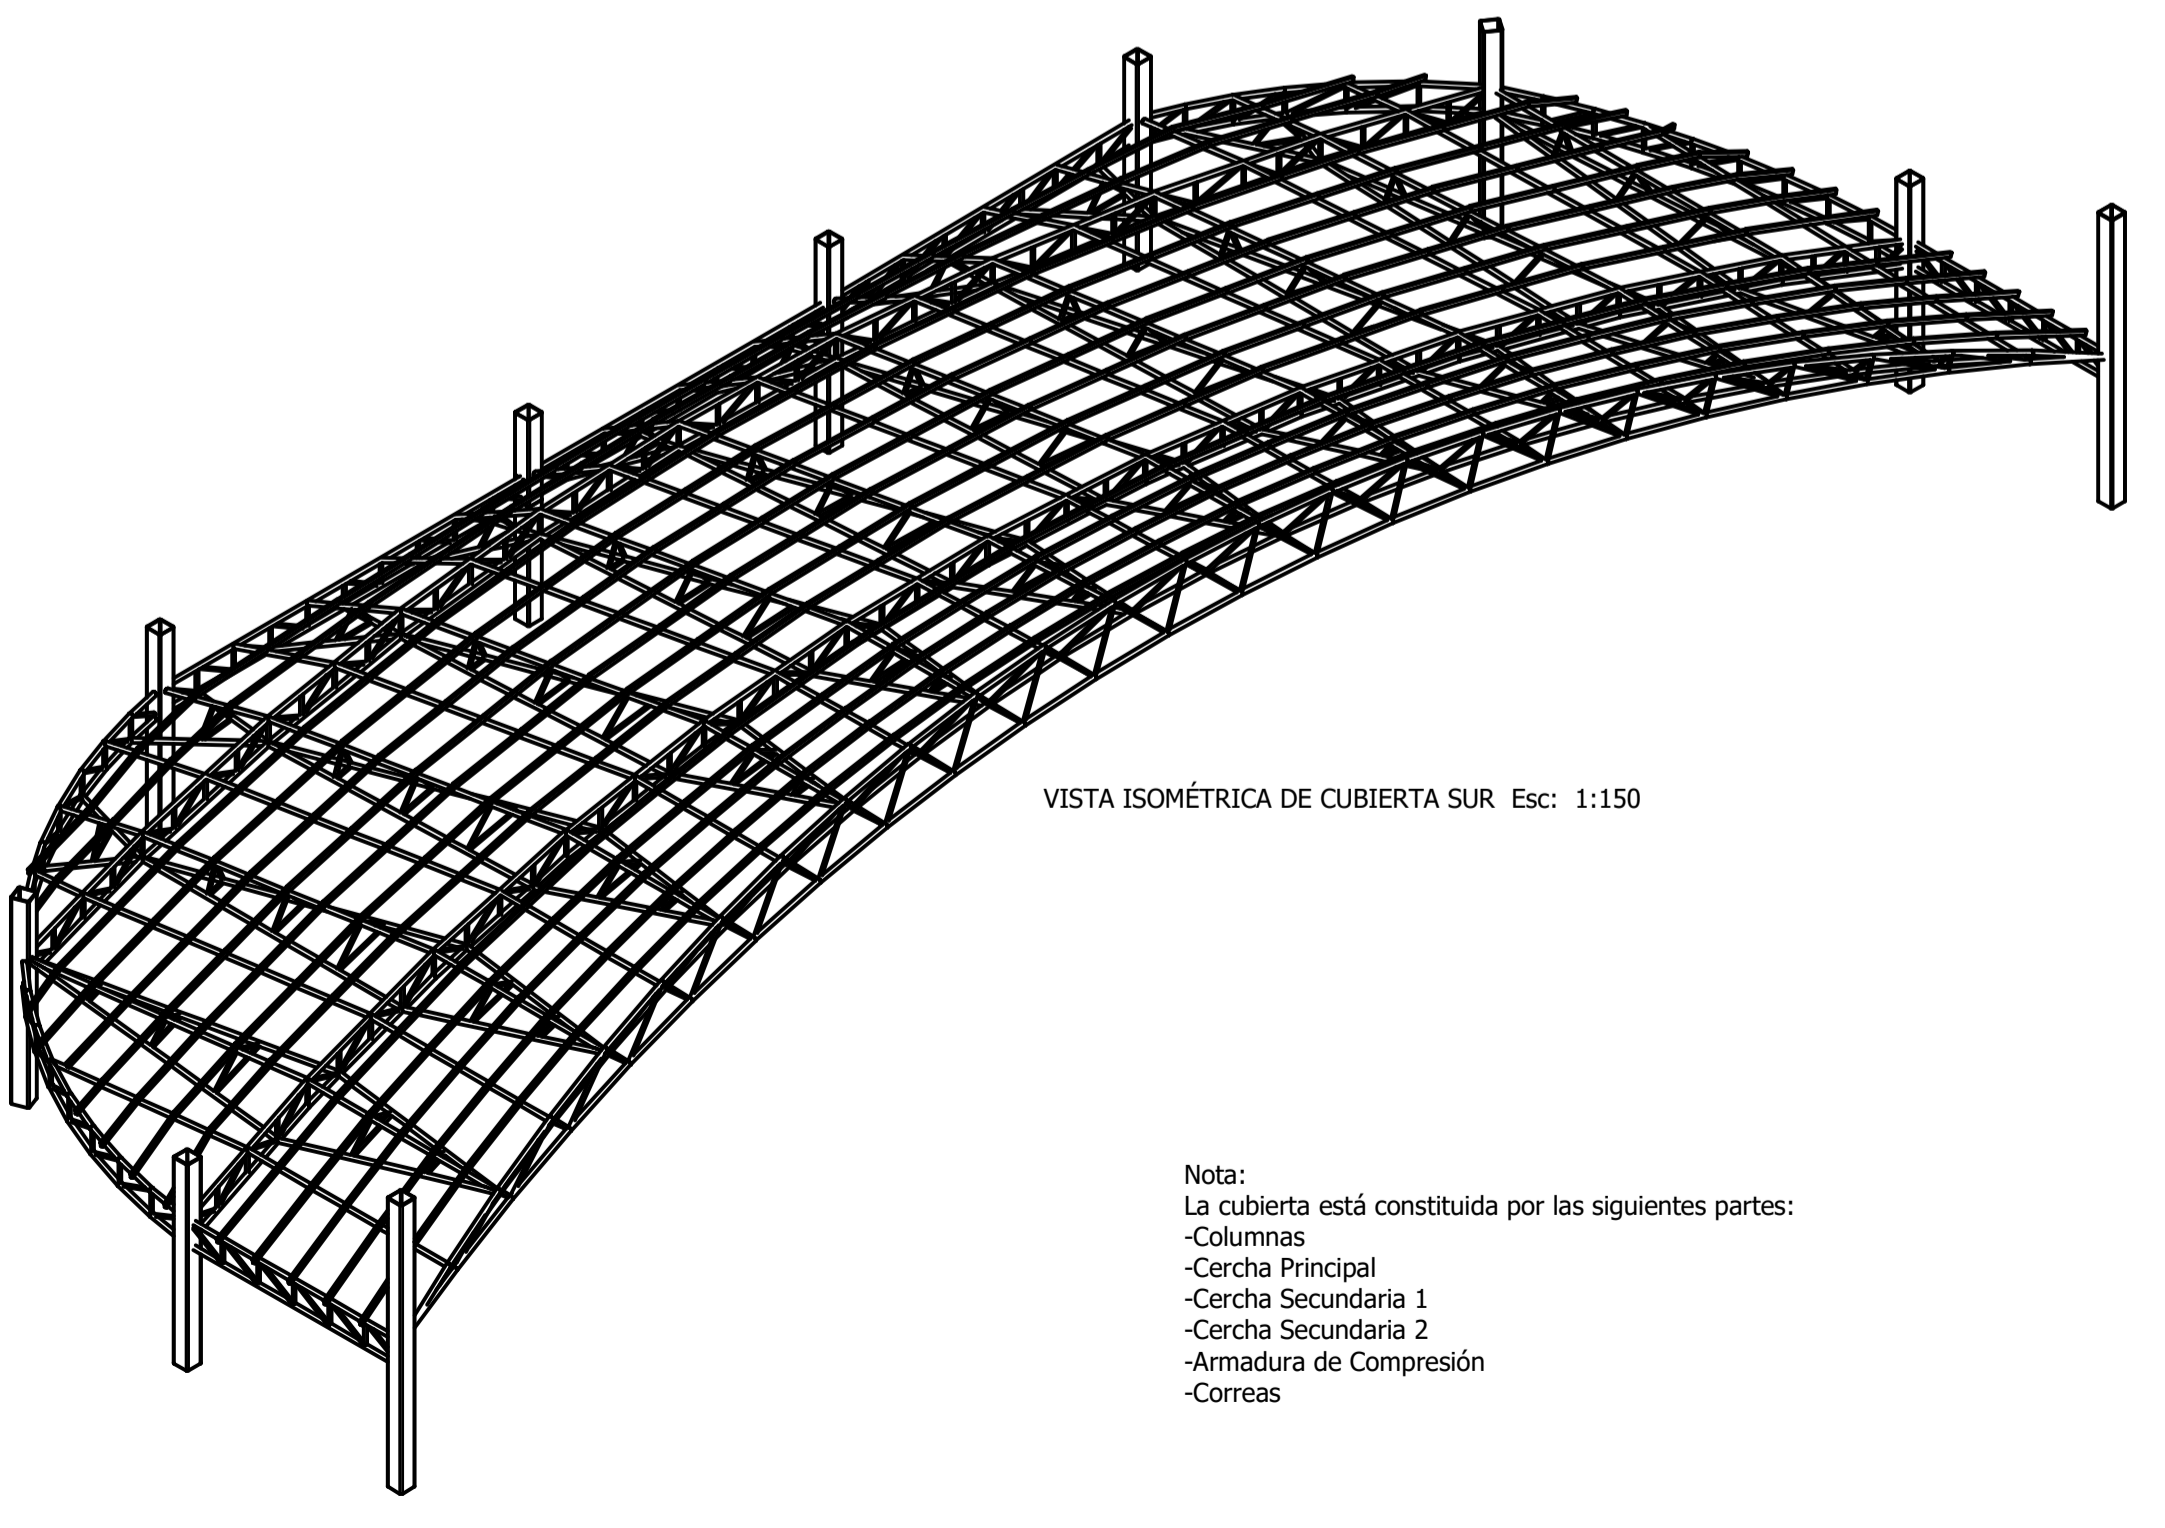 VISTA ISOMÉTRICA DE CUBIERTA SUR  Esc:  1:150
Nota:
La cubierta está constituida por las siguientes partes:
-Columnas
-Cercha Principal
-Cercha Secundaria 1
-Cercha Secundaria 2
-Armadura de Compresión
-Correas